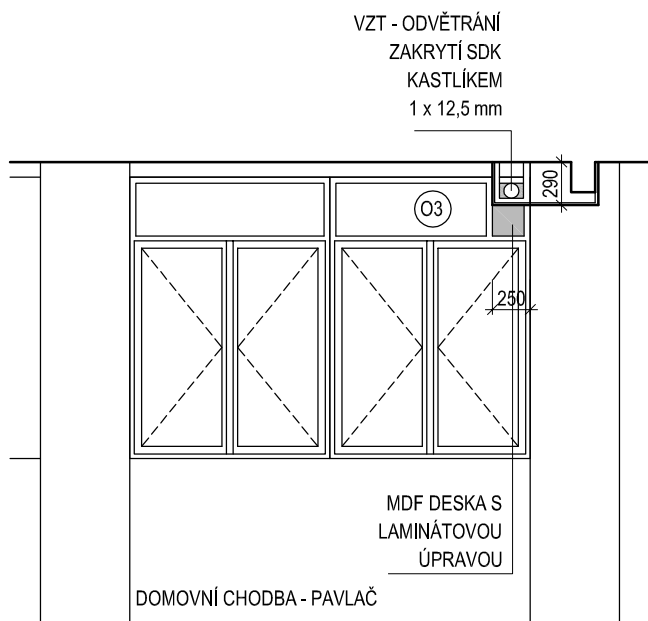 VZT - ODVĚTRÁNÍ
ZAKRYTÍ SDK
KASTLÍKEM
1 x 12,5 mm
290
O3
250
MDF DESKA S
LAMINÁTOVOU
ÚPRAVOU
DOMOVNÍ CHODBA - PAVLAČ